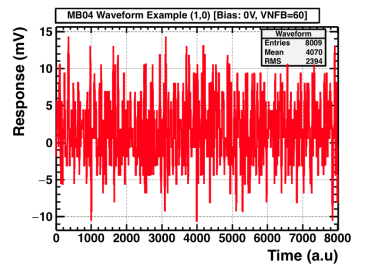 MB04 Waveform Example (1,0) [Bias: 0V, VNFB=60]
Waveform
Entries 8009
Mean 4070
RMS 2394
Response (mV)
15
10
5
0
−5
−10
0 1000 2000 3000 4000 5000 6000 7000 8000
Time (a.u)